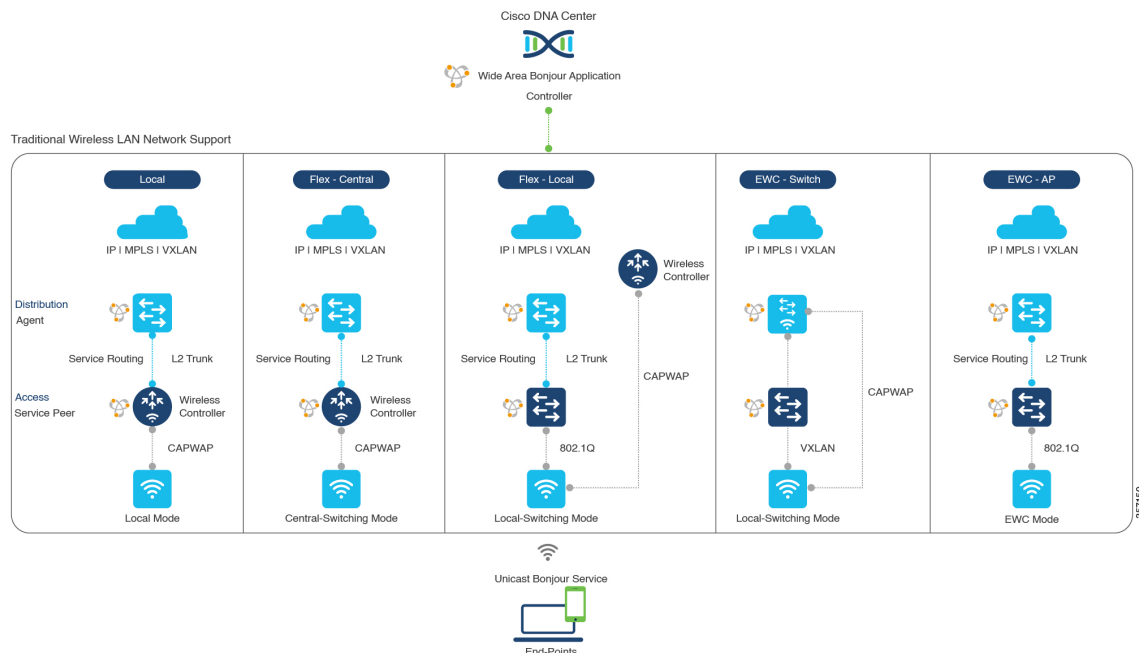 Cisco DNA Center
Wide Area Bonjour Application
Controller
Traditional Wireless LAN Network Support
Local
Flex - Central
Flex - Local
EWC - Switch
EWC - AP
IP | MPLS | VXLAN
IP | MPLS | VXLAN
IP | MPLS | VXLAN
IP | MPLS | VXLAN
IP | MPLS | VXLAN
Wireless
Controller
Distribution
Agent
Service Routing
L2 Trunk
Service Routing
L2 Trunk
Service Routing
L2 Trunk
Service Routing
L2 Trunk
CAPWAP
CAPWAP
Access
Service Peer
Wireless
Controller
Wireless
Controller
CAPWAP
CAPWAP
802.1Q
VXLAN
802.1Q
Local Mode
Central-Switching Mode
Local-Switching Mode
Local-Switching Mode
EWC Mode
357150
Unicast Bonjour Service
End-Points